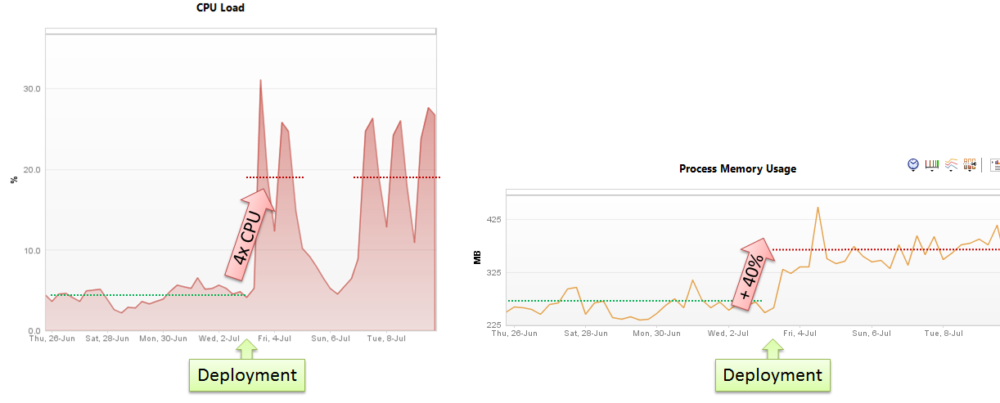 CPU Load
%
30.0
20.0
10.0
0.0
4x CPU
Thu, 26-Jun Sat, 28-Jun Mon, 30-Jun Wed, 2-Jul Fri, 4-Jul Sun, 6-Jul Tue, 8-Jul
Deployment
Process Memory Usage
MB
425
325
225
+ 40%
Thu, 26-Jun Sat, 28-Jun Mon, 30-Jun Wed, 2-Jul Fri, 4-Jul Sun, 6-Jul Tue, 8-Jul
Deployment